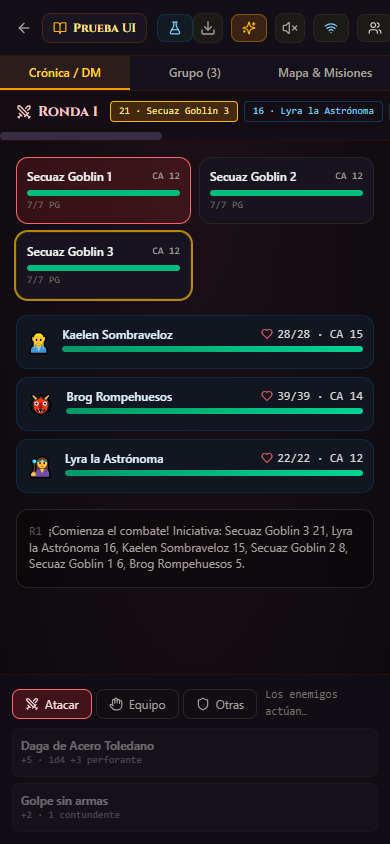 Prueba UI
Crónica / DM
Grupo (3)
Mapa & Misiones
Ronda 1
21 · Secuaz Goblin 3
16 · Lyra la Astrónoma
Secuaz Goblin 1 CA 12
7/7 PG
Secuaz Goblin 2 CA 12
7/7 PG
Secuaz Goblin 3 CA 12
7/7 PG
Kaelen Sombraveloz 28/28 · CA 15
Brog Rompehuesos 39/39 · CA 14
Lyra la Astrónoma 22/22 · CA 12
R1 ¡Comienza el combate! Iniciativa: Secuaz Goblin 3 21, Lyra
la Astrónoma 16, Kaelen Sombraveloz 15, Secuaz Goblin 2 8,
Secuaz Goblin 1 6, Brog Rompehuesos 5.
Atacar
Equipo
Otras
Los enemigos
actúan…
Daga de Acero Toledano
+5 · 1d4 +3 perforante
Golpe sin armas
+2 · 1 contundente